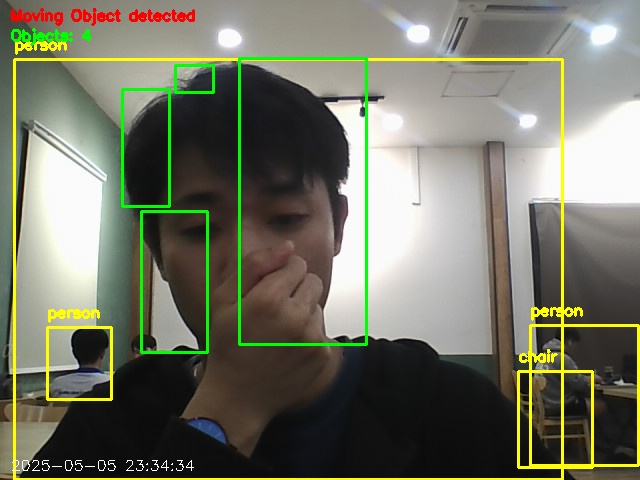 Moving Object detected
Objects: 4
person
person
person
chair
2025-05-05 23:34:34